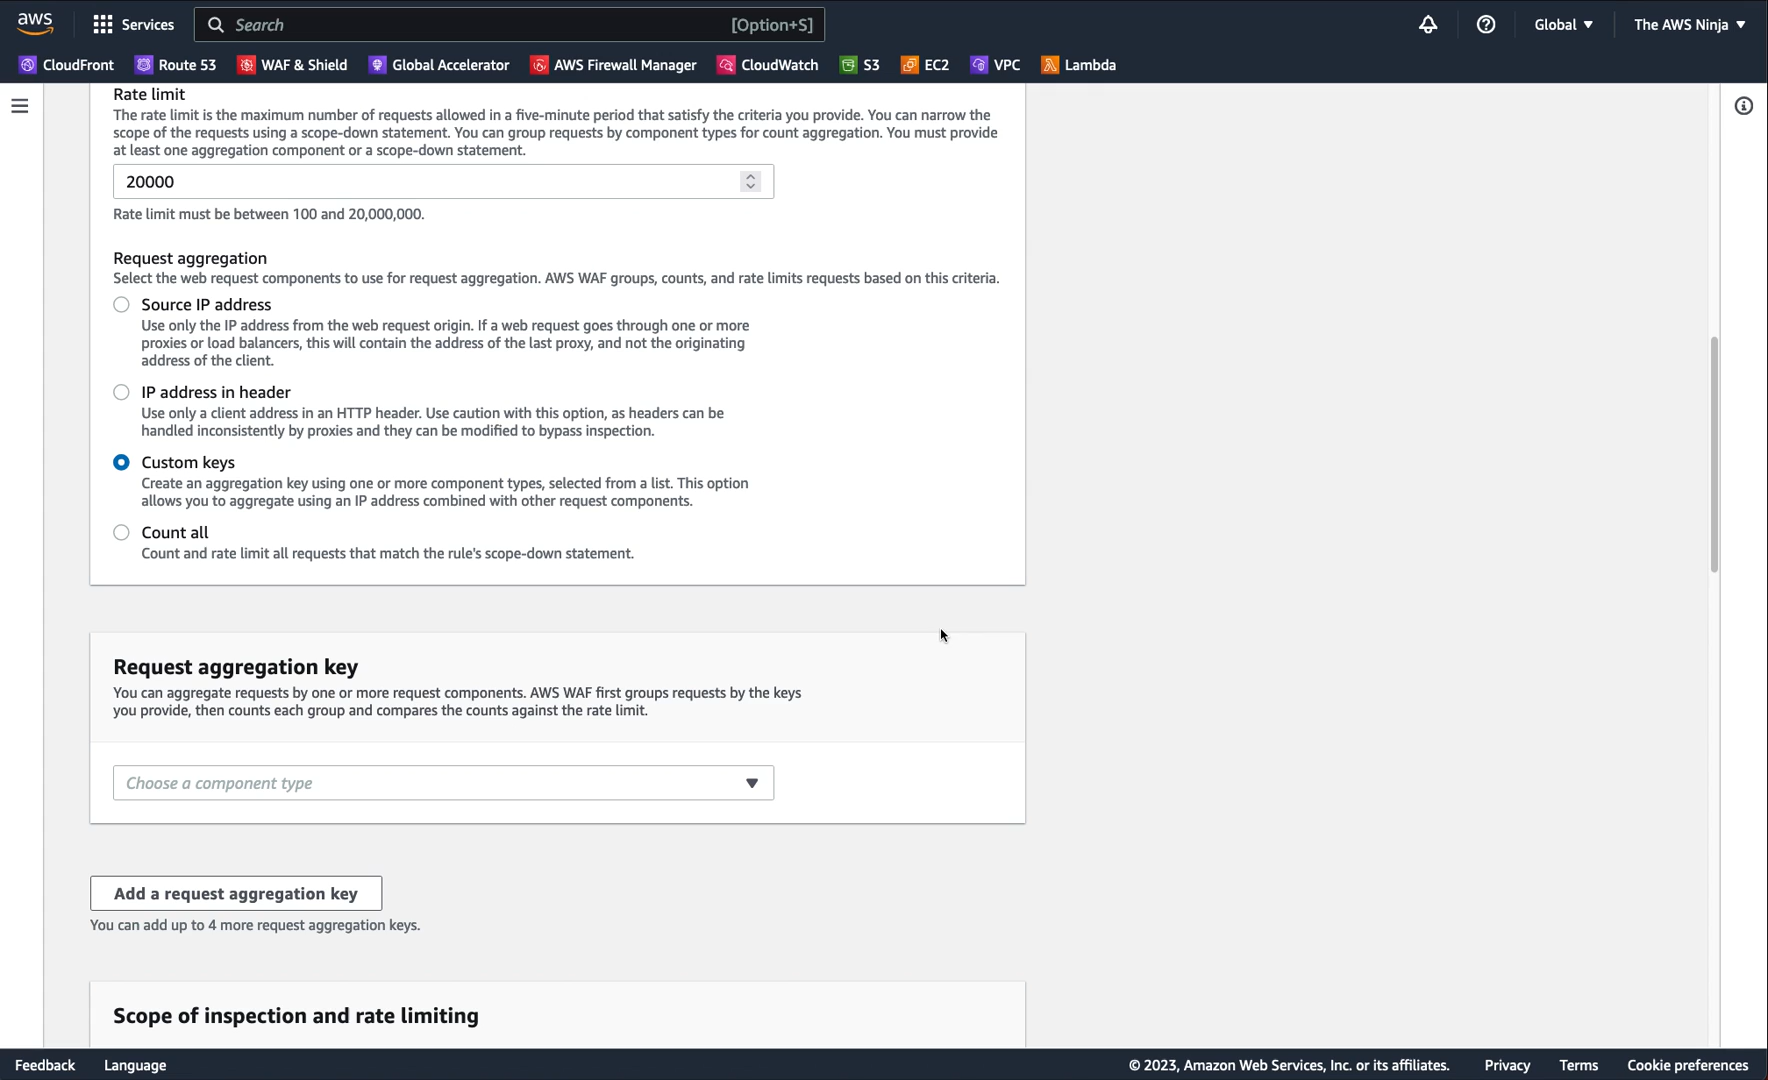 aws
Services
Search
[Option+S]
Global
The AWS Ninja
CloudFront
Route 53
WAF & Shield
Global Accelerator
AWS Firewall Manager
CloudWatch
S3
EC2
VPC
Lambda
Rate limit
The rate limit is the maximum number of requests allowed in a five-minute period that satisfy the criteria you provide. You can narrow the
scope of the requests using a scope-down statement. You can group requests by component types for count aggregation. You must provide
at least one aggregation component or a scope-down statement.
20000
Rate limit must be between 100 and 20,000,000.
Request aggregation
Select the web request components to use for request aggregation. AWS WAF groups, counts, and rate limits requests based on this criteria.
Source IP address
Use only the IP address from the web request origin. If a web request goes through one or more
proxies or load balancers, this will contain the address of the last proxy, and not the originating
address of the client.
IP address in header
Use only a client address in an HTTP header. Use caution with this option, as headers can be
handled inconsistently by proxies and they can be modified to bypass inspection.
Custom keys
Create an aggregation key using one or more component types, selected from a list. This option
allows you to aggregate using an IP address combined with other request components.
Count all
Count and rate limit all requests that match the rule's scope-down statement.
Request aggregation key
You can aggregate requests by one or more request components. AWS WAF first groups requests by the keys
you provide, then counts each group and compares the counts against the rate limit.
Choose a component type
Add a request aggregation key
You can add up to 4 more request aggregation keys.
Scope of inspection and rate limiting
Feedback
Language
© 2023, Amazon Web Services, Inc. or its affiliates.
Privacy
Terms
Cookie preferences